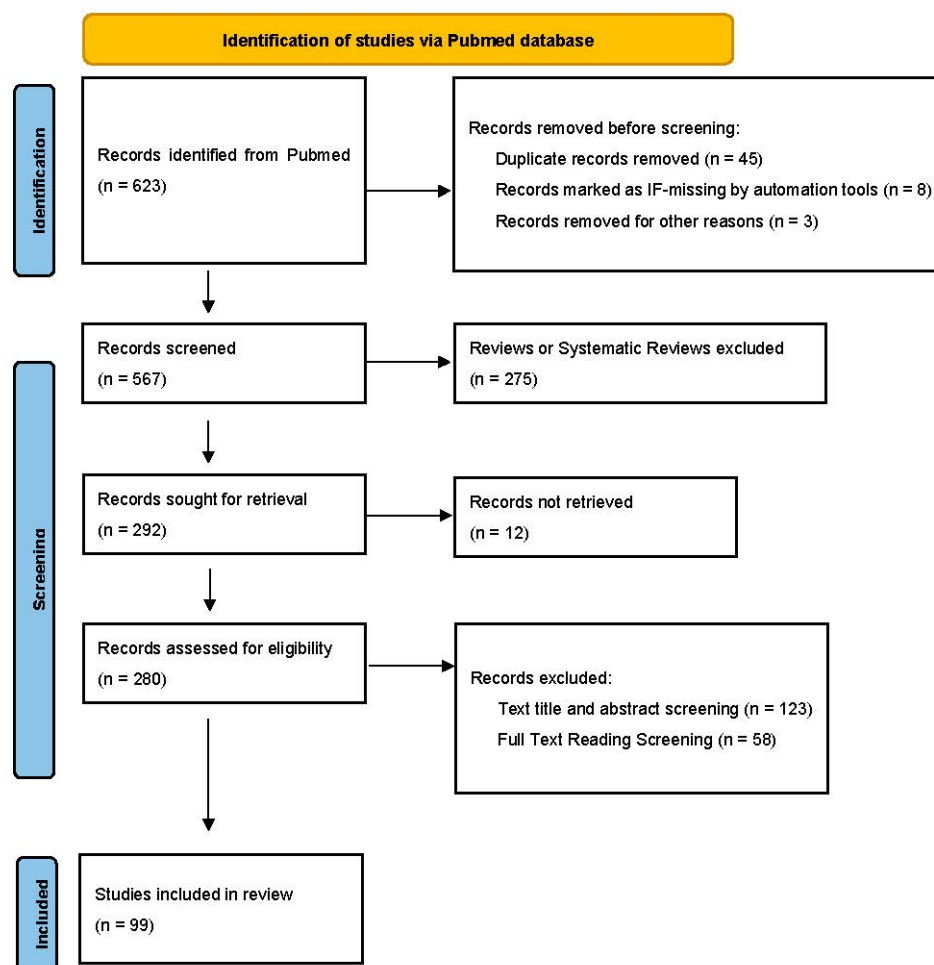 Identification of studies via Pubmed database
Identification
Records identified from Pubmed
(n = 623)
Records removed before screening:
Duplicate records removed (n = 45)
Records marked as IF-missing by automation tools (n = 8)
Records removed for other reasons (n = 3)
Screening
Records screened
(n = 567)
Reviews or Systematic Reviews excluded
(n = 275)
Records sought for retrieval
(n = 292)
Records not retrieved
(n = 12)
Records assessed for eligibility
(n = 280)
Records excluded:
Text title and abstract screening (n = 123)
Full Text Reading Screening (n = 58)
Included
Studies included in review
(n = 99)